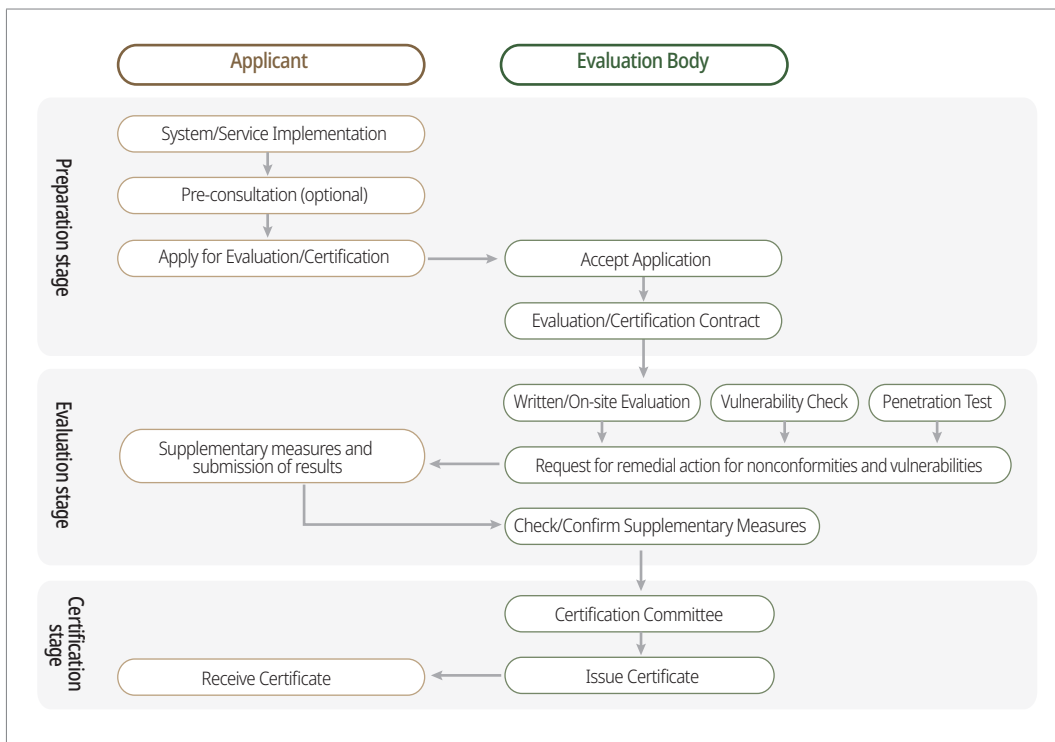 Applicant
Evaluation Body
Preparation stage
System/Service Implementation
Pre-consultation (optional)
Apply for Evaluation/Certification
Accept Application
Evaluation/Certification Contract
Evaluation stage
Written/On-site Evaluation
Vulnerability Check
Penetration Test
Supplementary measures and
submission of results
Request for remedial action for nonconformities and vulnerabilities
Check/Confirm Supplementary Measures
Certification
stage
Certification Committee
Receive Certificate
Issue Certificate